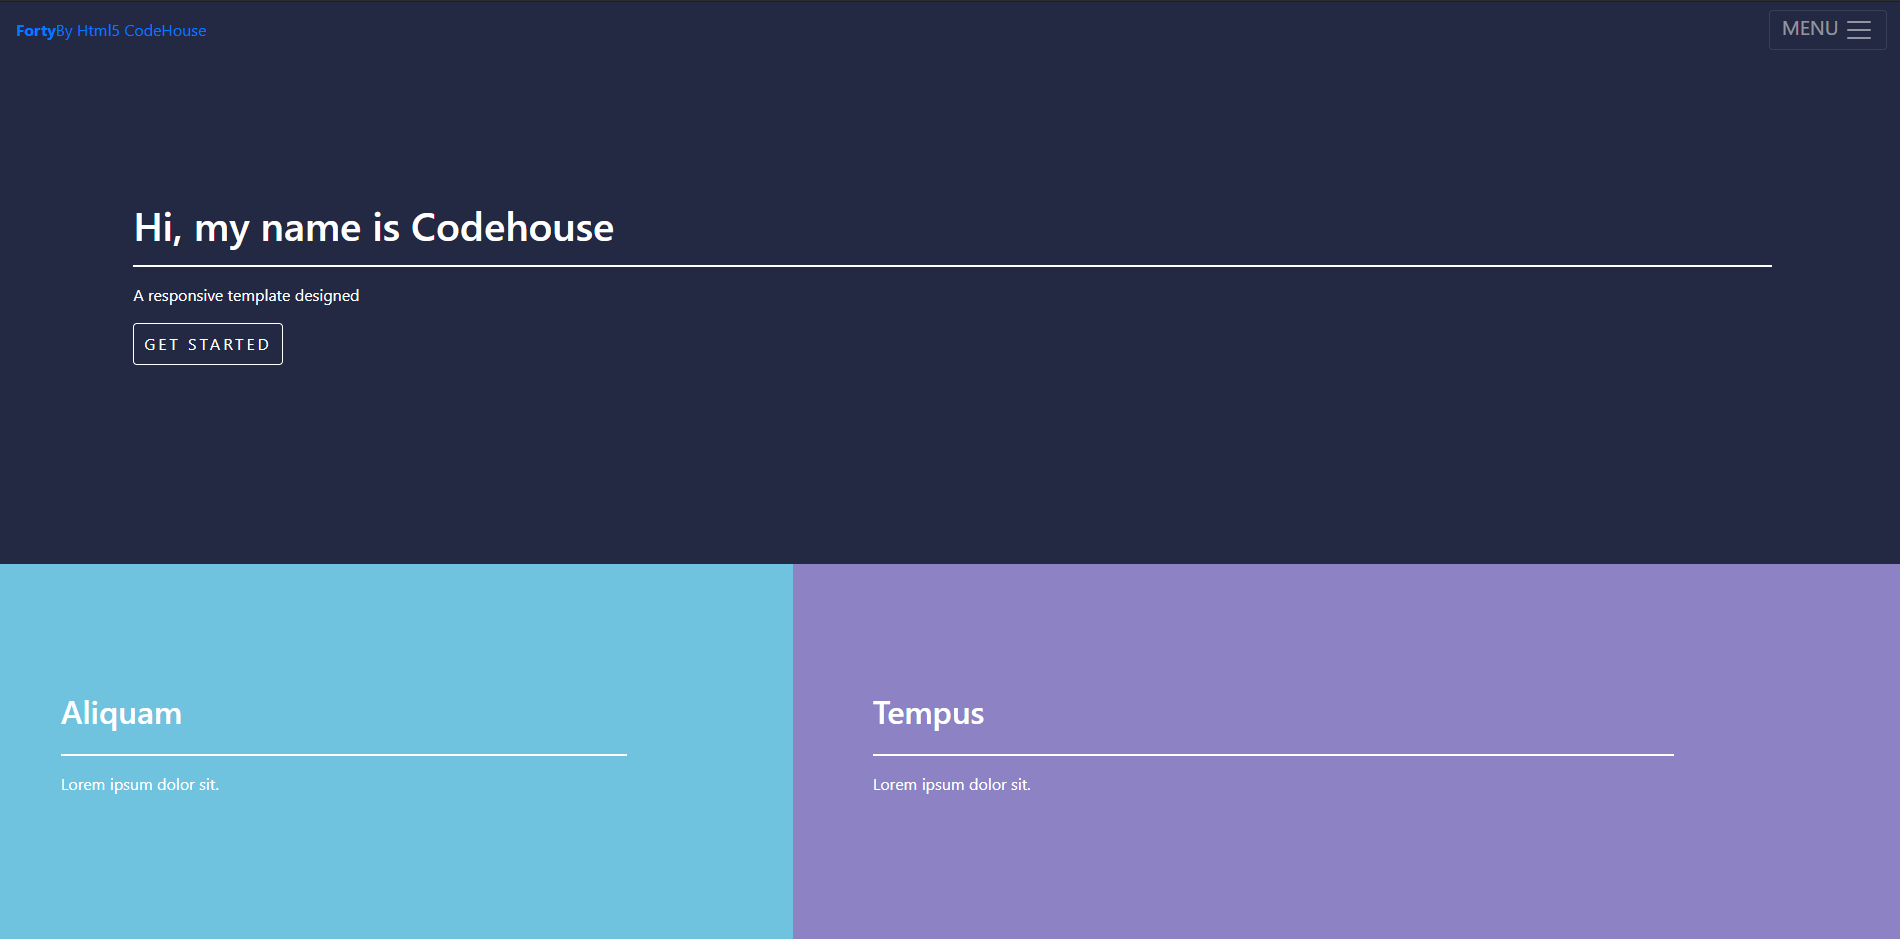 FortyBy Html5 CodeHouse
MENU
Hi, my name is Codehouse
A responsive template designed
GET STARTED
Aliquam
Lorem ipsum dolor sit.
Tempus
Lorem ipsum dolor sit.